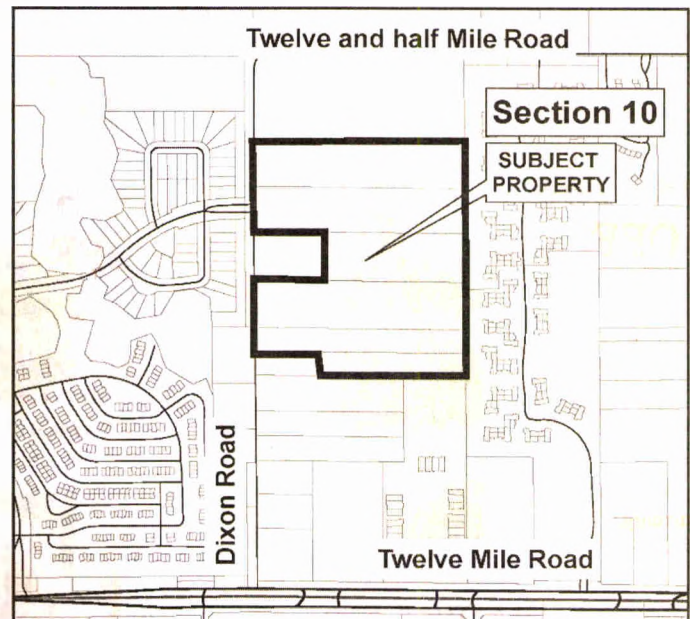 Twelve and half Mile Road
Section 10
SUBJECT
PROPERTY
Dixon Road
Twelve Mile Road